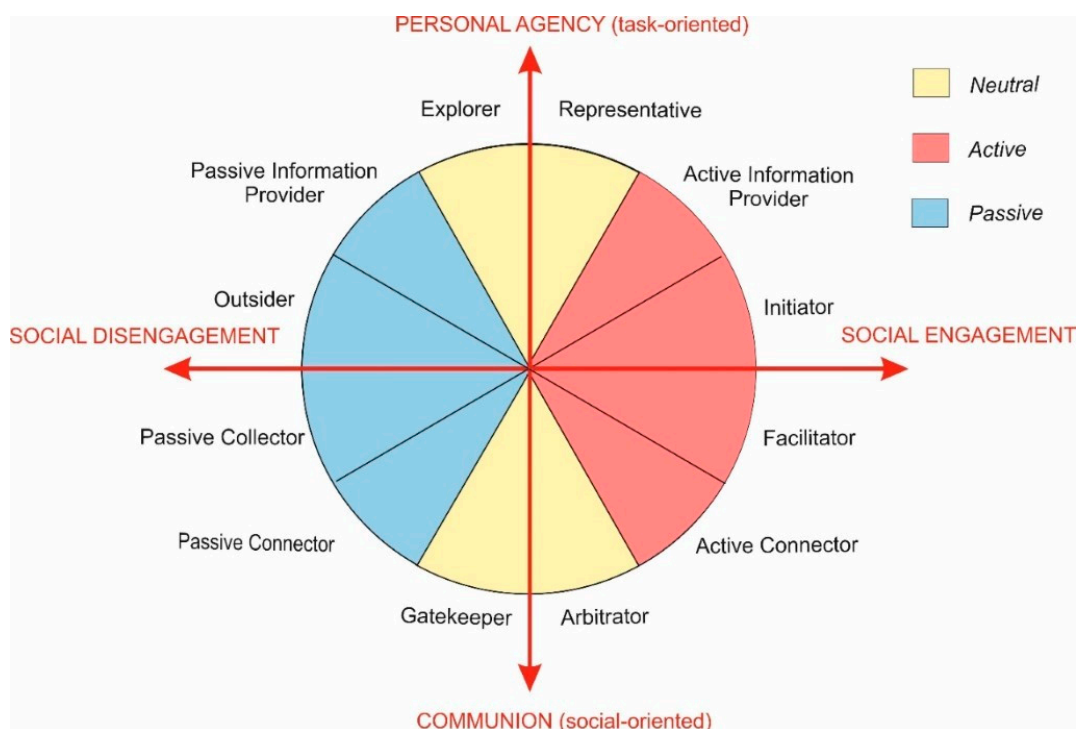 PERSONAL AGENCY (task-oriented)
Neutral
Explorer
Representative
Active
Passive Information
Provider
Active Information
Provider
Passive
Outsider
Initiator
SOCIAL DISENGAGEMENT
SOCIAL ENGAGEMENT
Passive Collector
Facilitator
Passive Connector
Active Connector
Gatekeeper
Arbitrator
COMMUNION (social-oriented)